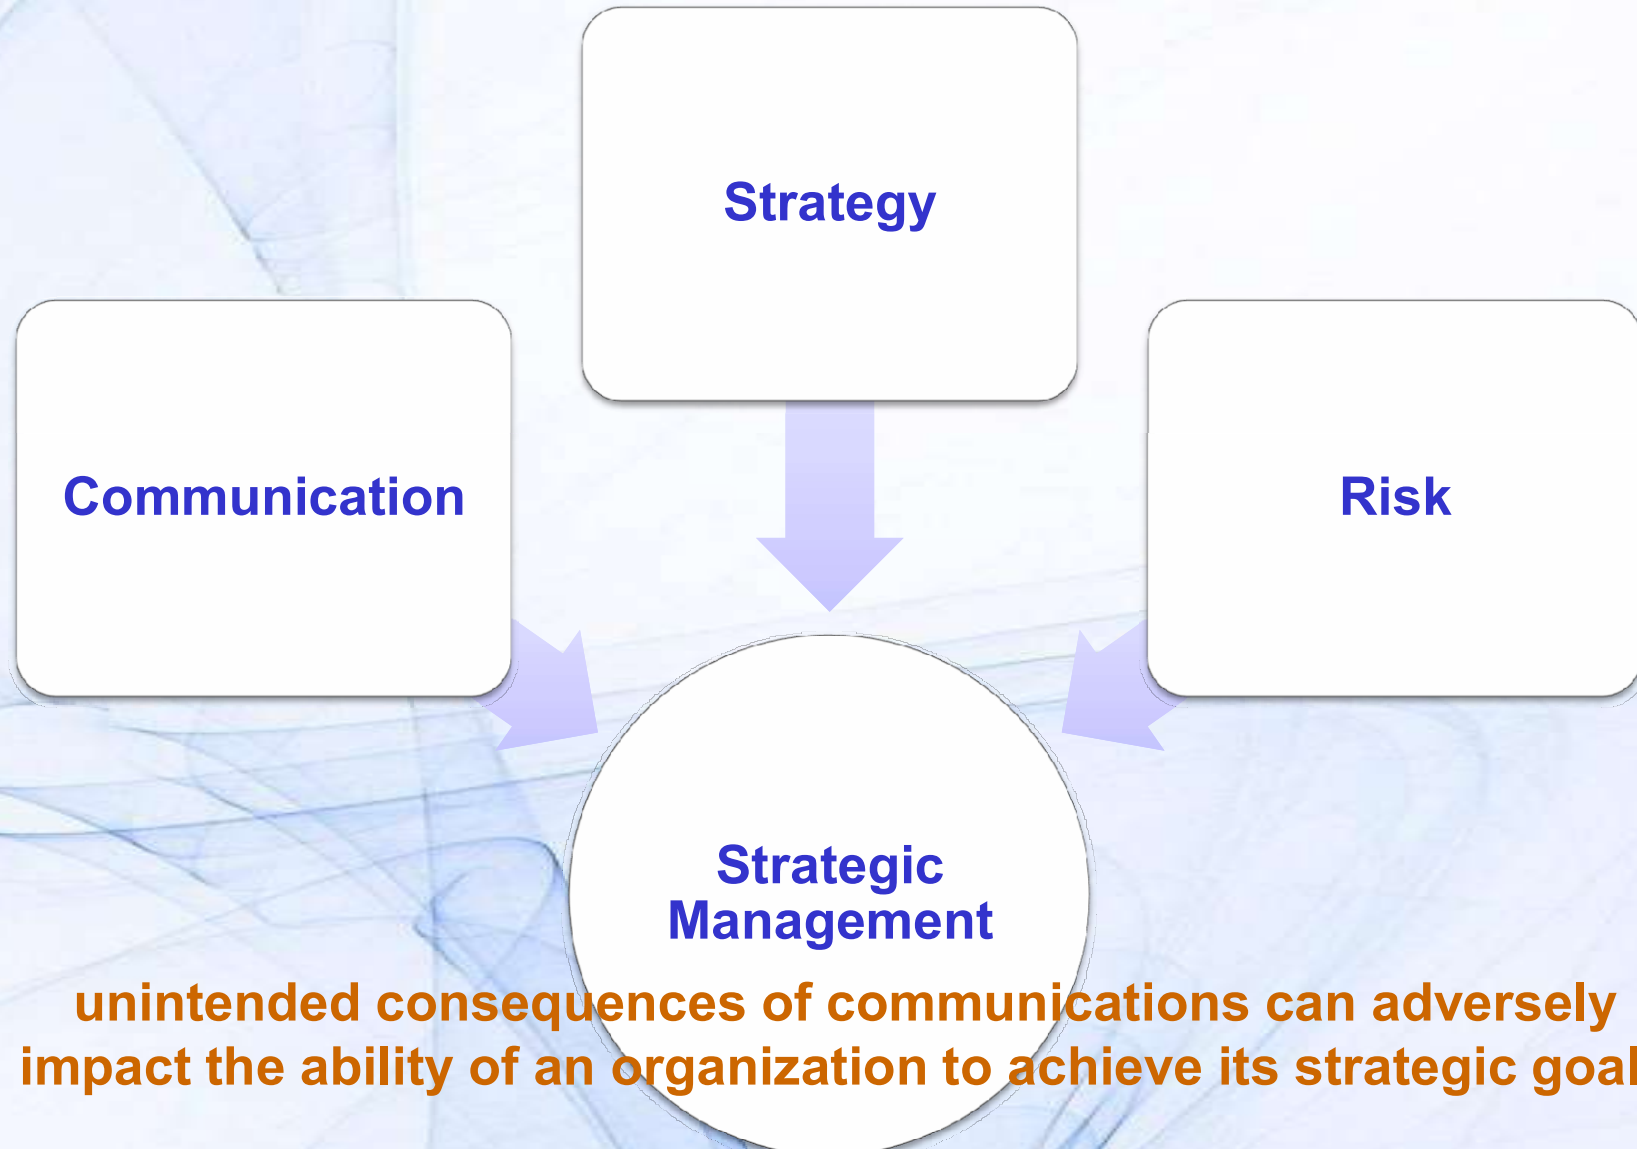 Strategy
Communication
Risk
Strategic
Management
unintended consequences of communications can adversely
impact the ability of an organization to achieve its strategic goal